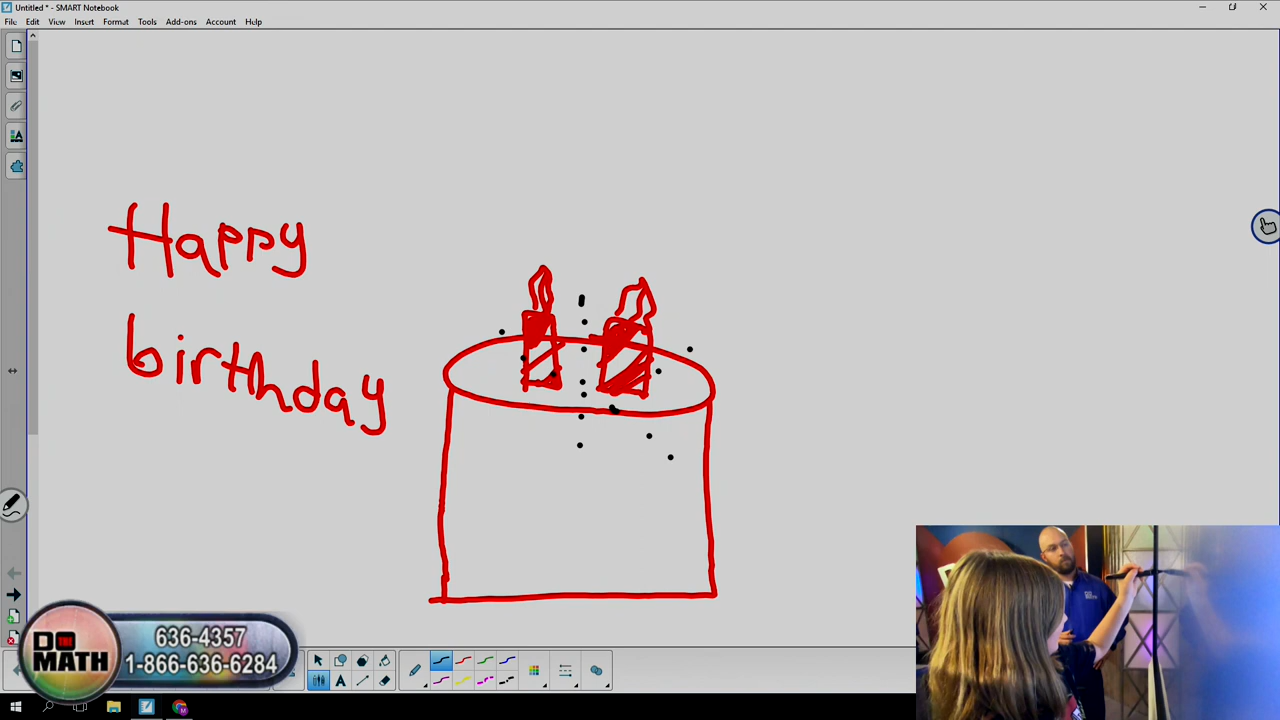 Untitled * - SMART Notebook
File Edit View Insert Format Tools Add-ons Account Help
Happy
birthday
DO THE MATH
636-4357
1-866-636-6284